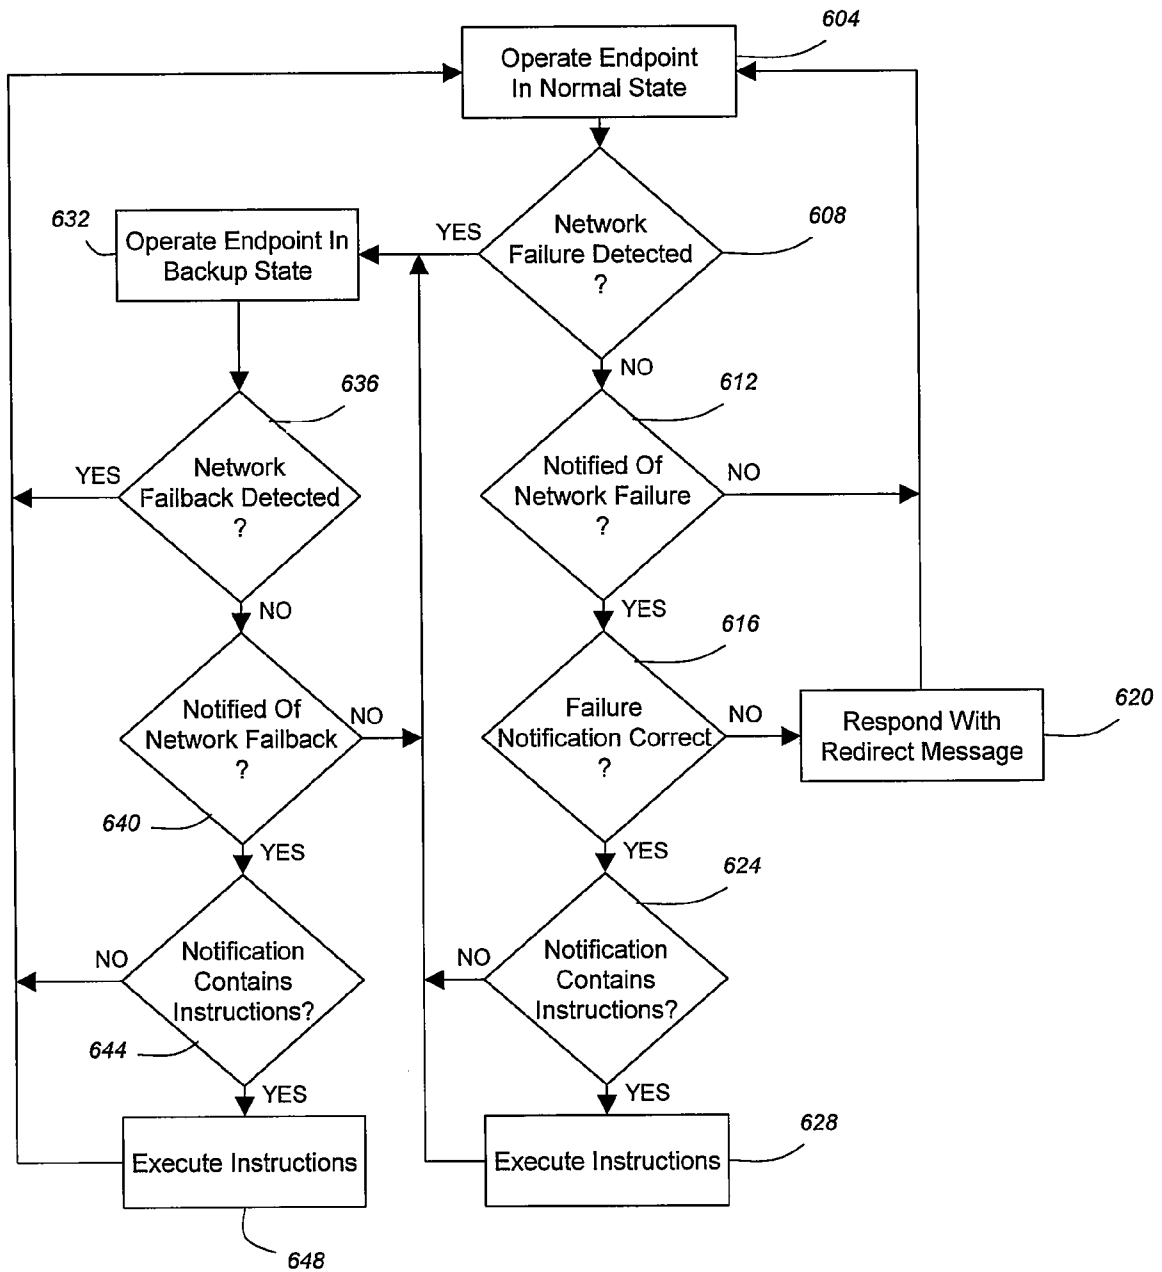 604
Operate Endpoint
In Normal State
632
Operate Endpoint In
Backup State
YES
Network
Failure Detected
?
608
NO
636
612
YES
Network
Failback Detected
?
Notified Of
Network Failure
?
NO
NO
YES
616
Notified Of
Network Failback
?
NO
Failure
Notification Correct
?
NO
Respond With
Redirect Message
620
640
YES
YES
624
NO
Notification
Contains
Instructions?
NO
Notification
Contains
Instructions?
644
YES
YES
Execute Instructions
Execute Instructions
628
648